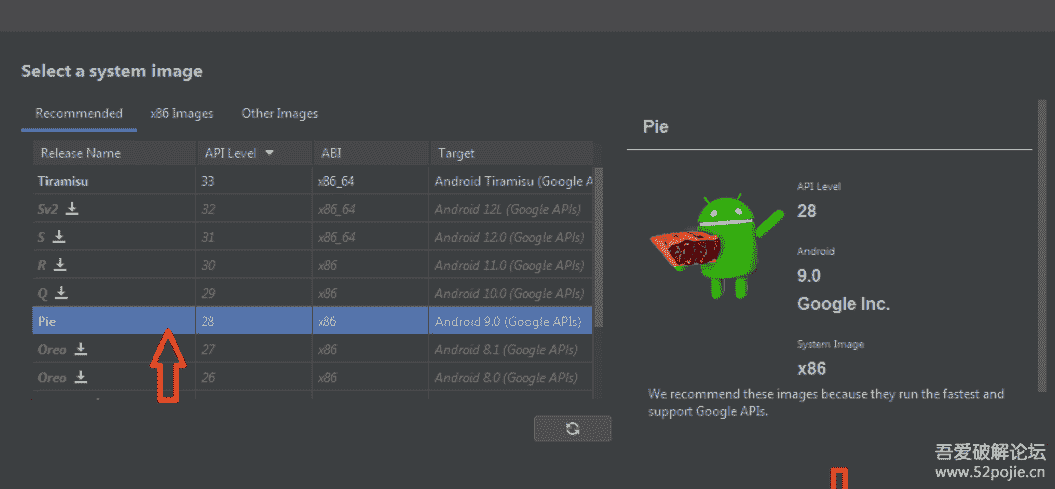 Select a system image
Recommended x86 Images Other Images
Release Name API Level ABI Target
Tiramisu 33 x86_64 Android Tiramisu (Google A
Sv2 32 x86_64 Android 12L (Google APIs)
S 31 x86_64 Android 12.0 (Google APIs)
R 30 x86 Android 11.0 (Google APIs)
Q 29 x86 Android 10.0 (Google APIs)
Pie 28 x86 Android 9.0 (Google APIs)
Oreo 27 x86 Android 8.1 (Google APIs)
Oreo 26 x86 Android 8.0 (Google APIs)
Pie
API Level
28
Android
9.0
Google Inc.
System Image
x86
We recommend these images because they run the fastest and
support Google APIs.
吾爱破解论坛
www.52pojie.cn